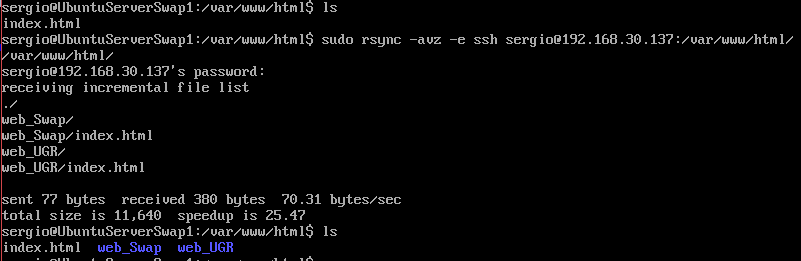 sergio@UbuntuServerSwap1:/var/www/html$ ls
index.html
sergio@UbuntuServerSwap1:/var/www/html$ sudo rsync -avz -e ssh sergio@192.168.30.137:/var/www/html/
/var/www/html/
sergio@192.168.30.137's password:
receiving incremental file list
./
web_Swap/
web_Swap/index.html
web_UGR/
web_UGR/index.html
sent 77 bytes  received 380 bytes  70.31 bytes/sec
total size is 11,640  speedup is 25.47
sergio@UbuntuServerSwap1:/var/www/html$ ls
index.html  web_Swap  web_UGR